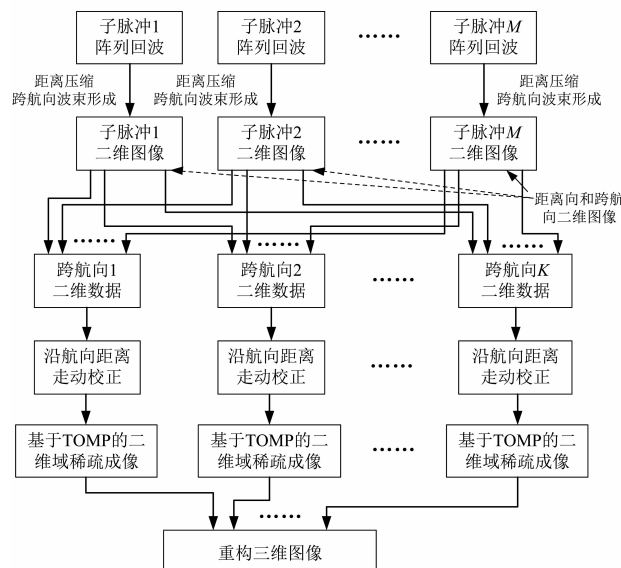 子脉冲1
阵列回波
子脉冲2
阵列回波
……
子脉冲M
阵列回波
距离压缩
跨航向波束形成
距离压缩
跨航向波束形成
距离压缩
跨航向波束形成
子脉冲1
二维图像
子脉冲2
二维图像
……
子脉冲M
二维图像
距离向和跨航
向二维图像
……
……
……
跨航向1
二维数据
跨航向2
二维数据
……
跨航向K
二维数据
沿航向距离
走动校正
沿航向距离
走动校正
……
沿航向距离
走动校正
基于TOMP的二
维域稀疏成像
基于TOMP的二
维域稀疏成像
……
基于TOMP的二
维域稀疏成像
……
重构三维图像